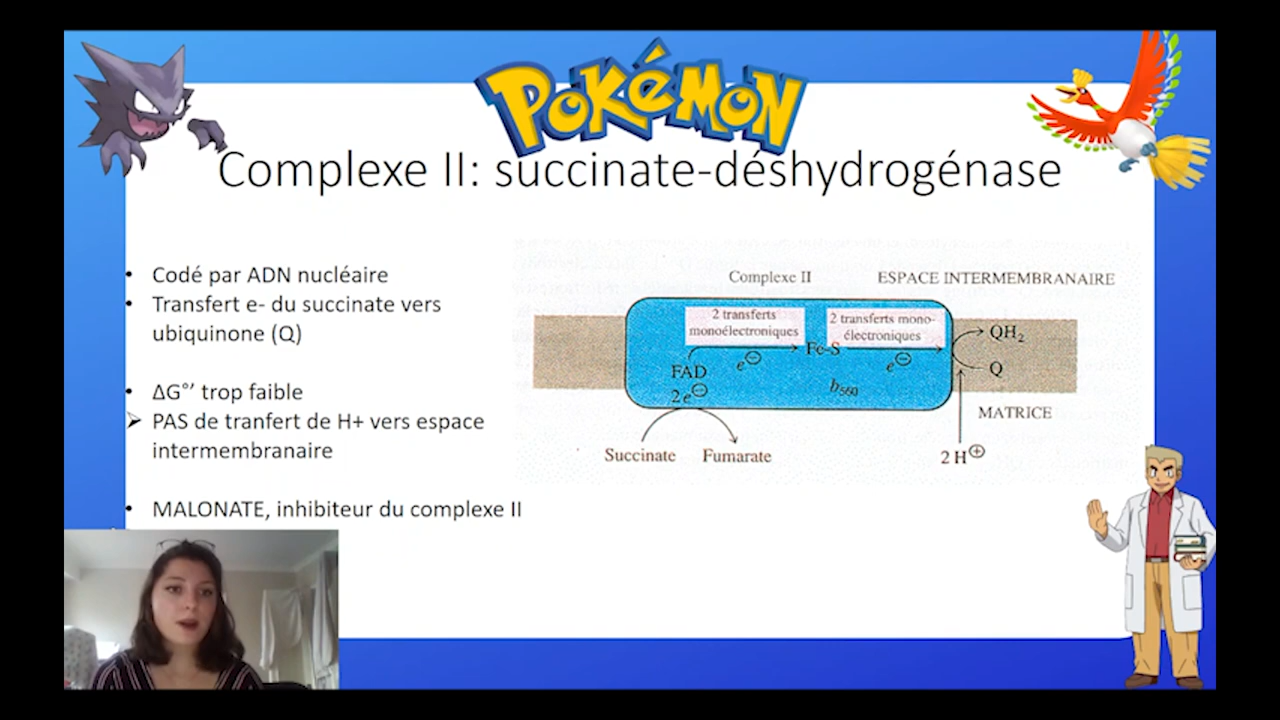 POKéMON
Complexe II: succinate-déshydrogénase
• Codé par ADN nucléaire
• Transfert e- du succinate vers
ubiquinone (Q)
• ΔG°’ trop faible
➢ PAS de tranfert de H+ vers espace
intermembranaire
• MALONATE, inhibiteur du complexe II
Complexe II
ESPACE INTERMEMBRANAIRE
2 transferts
monoélectroniques
2 transferts mono-
électroniques
QH₂
Fe-S
e⊖
e⊖
FAD
Q
2e⊖
b₅₆₀
MATRICE
Succinate
Fumarate
2 H⊕